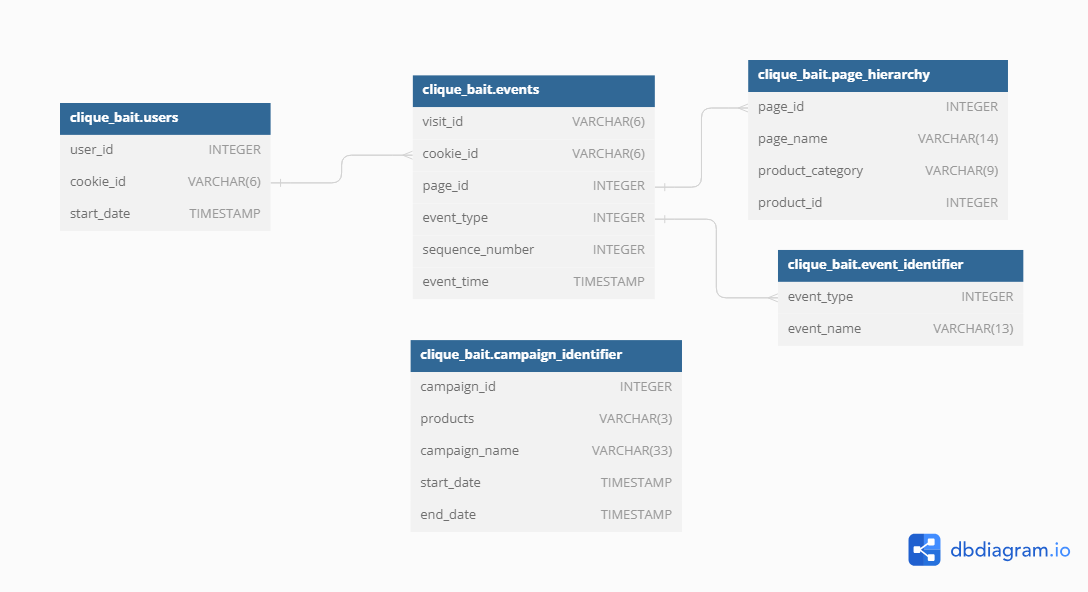 clique_bait.users
user_id INTEGER
cookie_id VARCHAR(6)
start_date TIMESTAMP
clique_bait.events
visit_id VARCHAR(6)
cookie_id VARCHAR(6)
page_id INTEGER
event_type INTEGER
sequence_number INTEGER
event_time TIMESTAMP
clique_bait.page_hierarchy
page_id INTEGER
page_name VARCHAR(14)
product_category VARCHAR(9)
product_id INTEGER
clique_bait.event_identifier
event_type INTEGER
event_name VARCHAR(13)
clique_bait.campaign_identifier
campaign_id INTEGER
products VARCHAR(3)
campaign_name VARCHAR(33)
start_date TIMESTAMP
end_date TIMESTAMP
dbdiagram.io